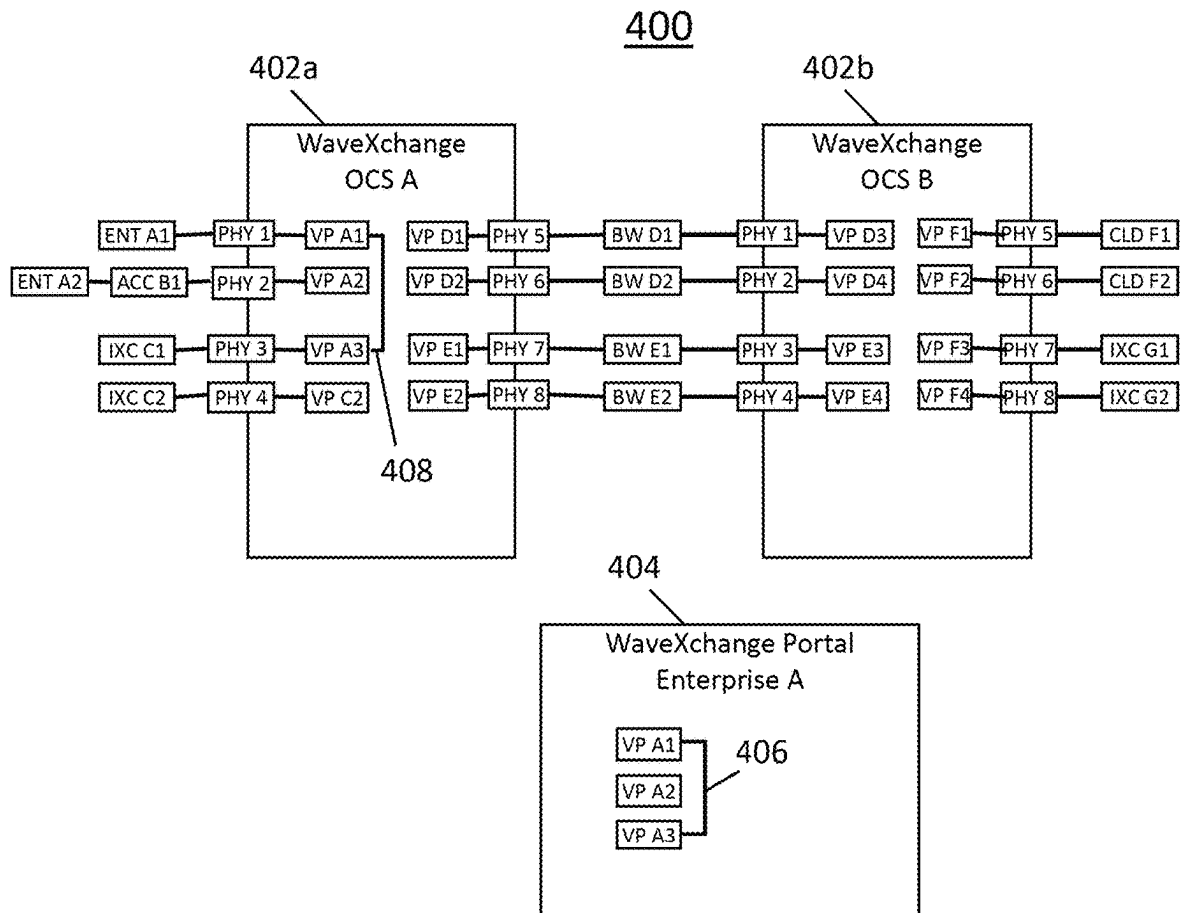 400
402a
402b
WaveXchange
OCS A
WaveXchange
OCS B
ENT A1 PHY 1 VP A1 VP D1 PHY 5 BW D1 PHY 1 VP D3 VP F1 PHY 5 CLD F1
ENT A2 ACC B1 PHY 2 VP A2 VP D2 PHY 6 BW D2 PHY 2 VP D4 VP F2 PHY 6 CLD F2
IXC C1 PHY 3 VP A3 VP E1 PHY 7 BW E1 PHY 3 VP E3 VP F3 PHY 7 IXC G1
IXC C2 PHY 4 VP C2 VP E2 PHY 8 BW E2 PHY 4 VP E4 VP F4 PHY 8 IXC G2
408
404
WaveXchange Portal
Enterprise A
VP A1
406
VP A2
VP A3